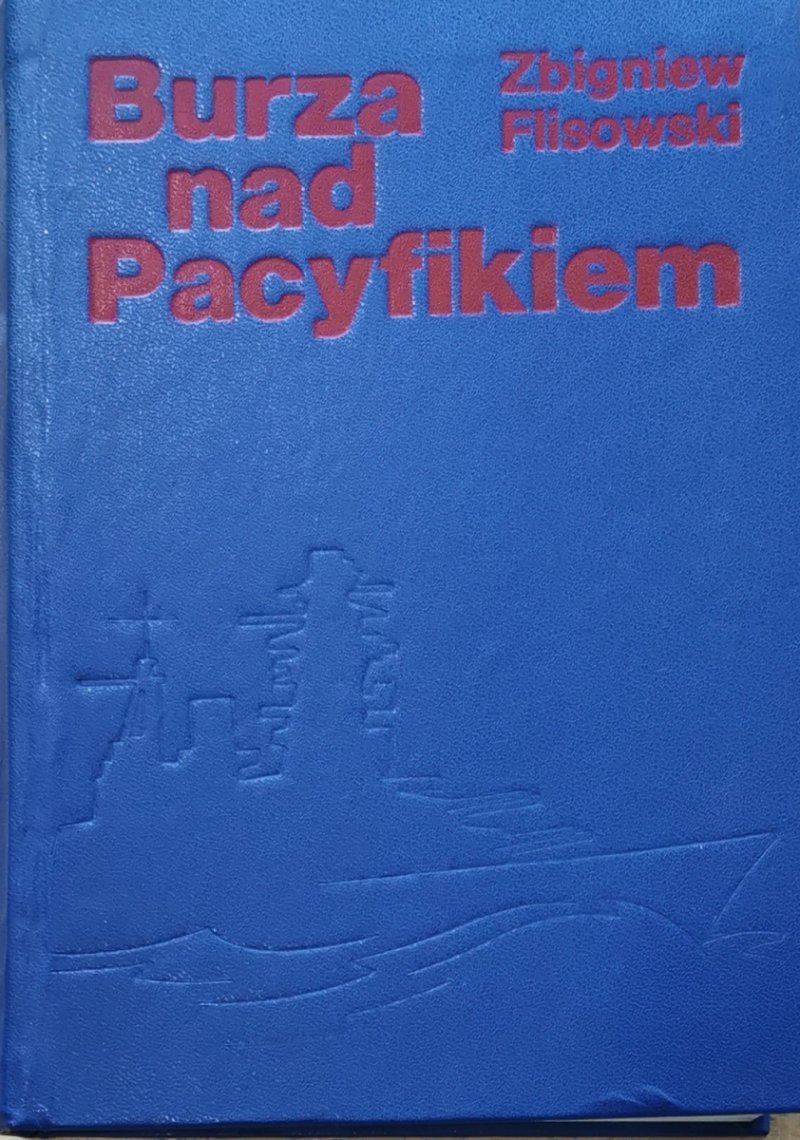 Burza
nad
Pacyfikiem
Zbigniew
Flisowski